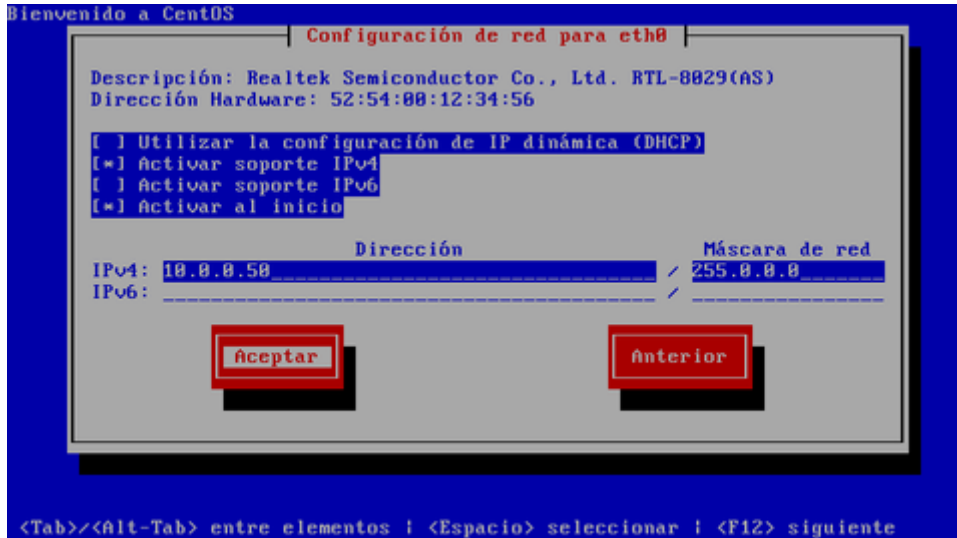 Bienvenido a CentOS
Configuración de red para eth0
Descripción: Realtek Semiconductor Co., Ltd. RTL-8029(AS)
Dirección Hardware: 52:54:00:12:34:56
[ ] Utilizar la configuración de IP dinámica (DHCP)
[*] Activar soporte IPv4
[ ] Activar soporte IPv6
[*] Activar al inicio
Dirección Máscara de red
IPv4: 10.0.0.50 / 255.0.0.0
IPv6: /
Aceptar Anterior
<Tab>/<Alt-Tab> entre elementos | <Espacio> seleccionar | <F12> siguiente